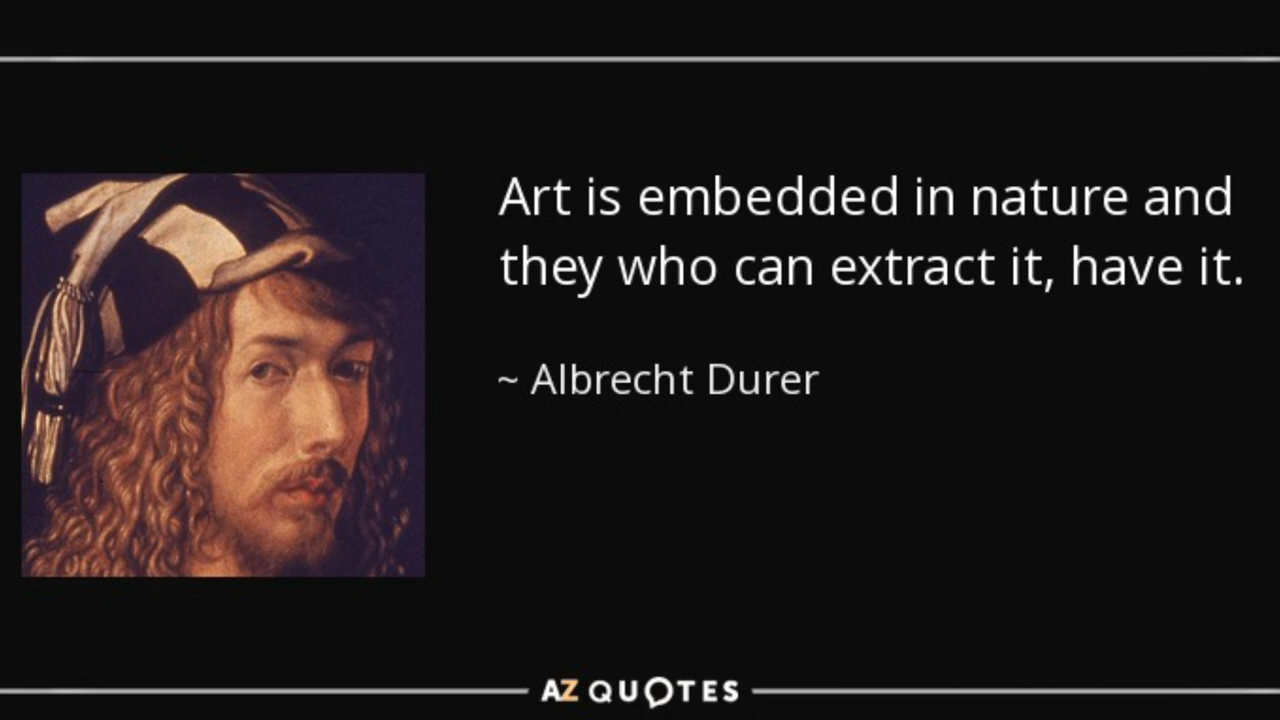 Art is embedded in nature and
they who can extract it, have it.
~ Albrecht Durer
AZ QUOTES